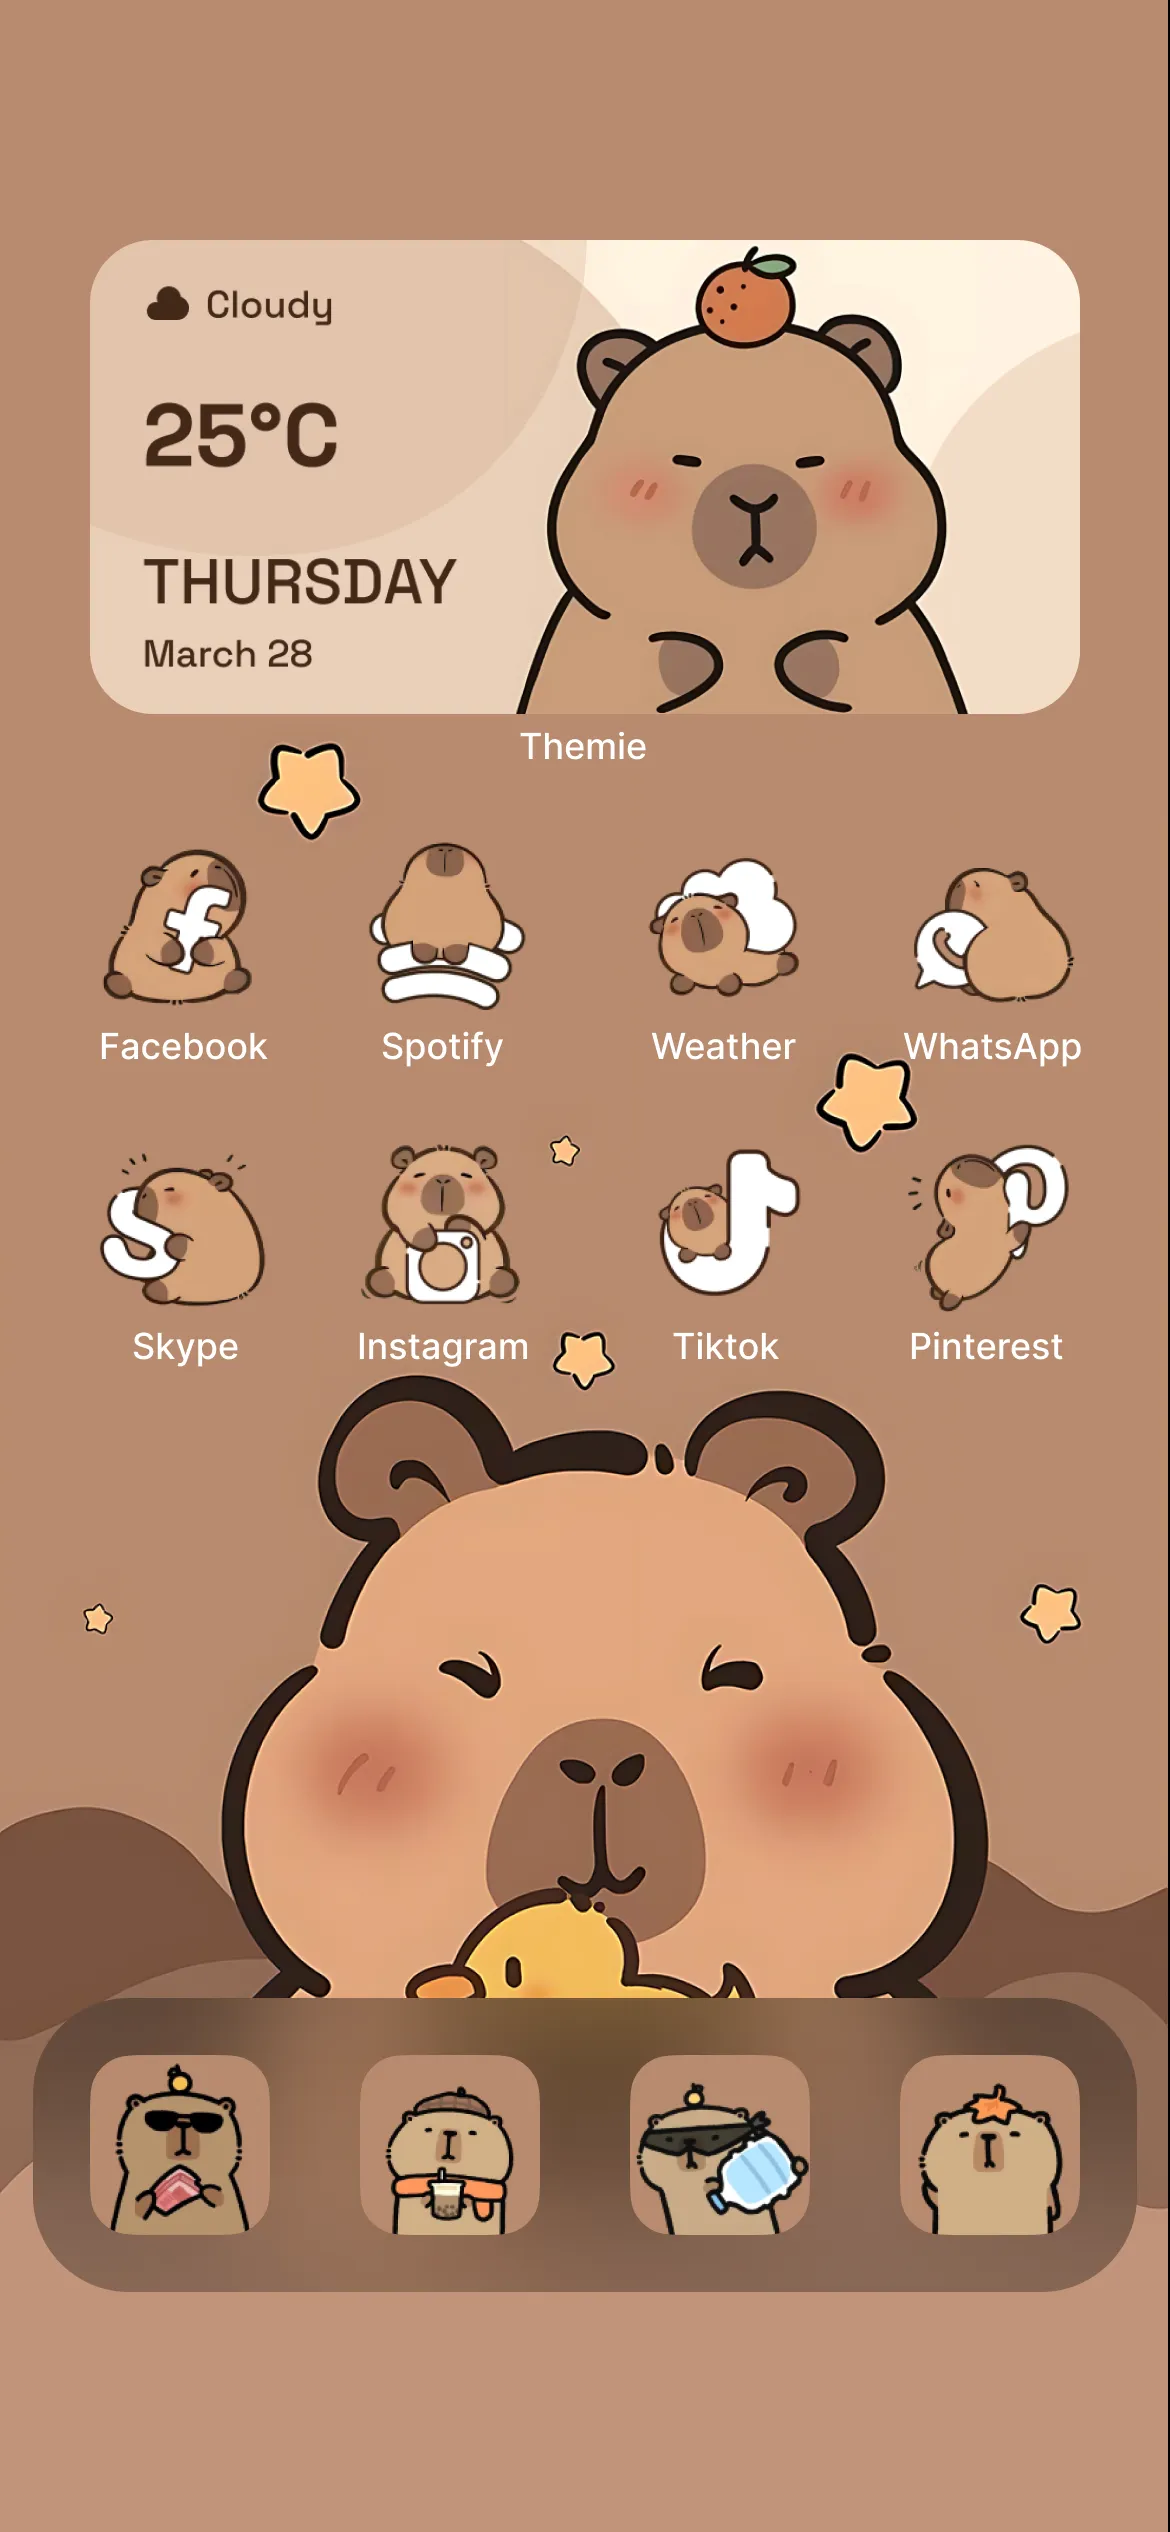 Cloudy
25°C
THURSDAY
March 28
Themie
Facebook
Spotify
Weather
WhatsApp
Skype
Instagram
Tiktok
Pinterest